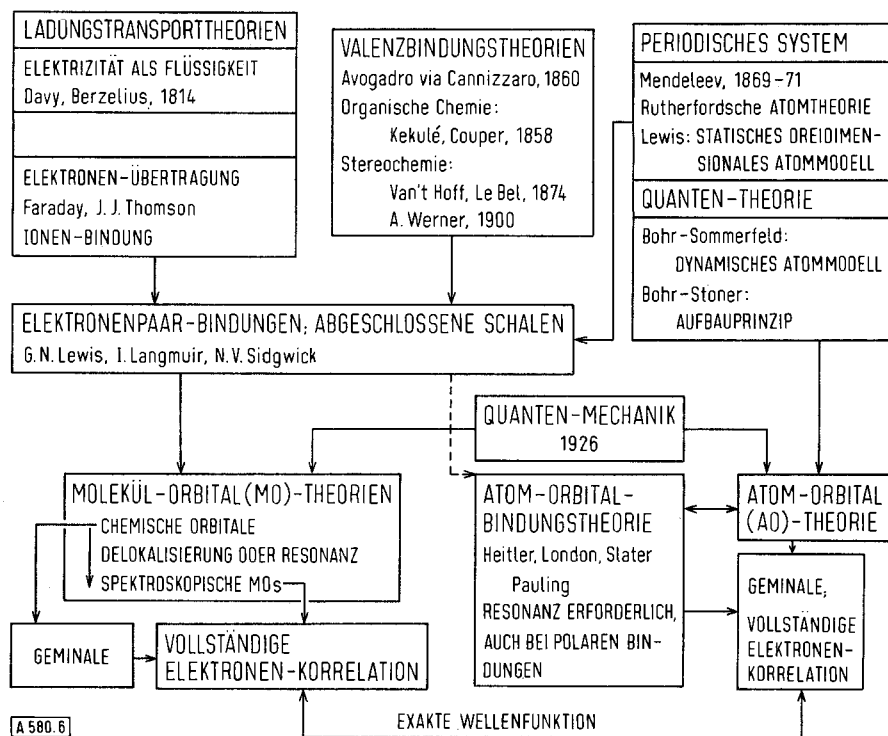 LADUNGSTRANSPORTTHEORIEN
ELEKTRIZITÄT ALS FLÜSSIGKEIT
Davy, Berzelius, 1814
ELEKTRONEN-ÜBERTRAGUNG
Faraday, J. J. Thomson
IONEN-BINDUNG
VALENZBINDUNGSTHEORIEN
Avogadro via Cannizzaro, 1860
Organische Chemie:
Kekulé, Couper, 1858
Stereochemie:
Van't Hoff, Le Bel, 1874
A. Werner, 1900
PERIODISCHES SYSTEM
Mendeleev, 1869-71
Rutherfordsche ATOMTHEORIE
Lewis: STATISCHES DREIDIMEN-
SIONALES ATOMMODELL
QUANTEN-THEORIE
Bohr-Sommerfeld:
DYNAMISCHES ATOMMODELL
Bohr-Stoner:
AUFBAUPRINZIP
ELEKTRONENPAAR-BINDUNGEN; ABGESCHLOSSENE SCHALEN
G.N. Lewis, I. Langmuir, N.V. Sidgwick
QUANTEN-MECHANIK
1926
MOLEKÜL-ORBITAL(MO)-THEORIEN
CHEMISCHE ORBITALE
DELOKALISIERUNG ODER RESONANZ
SPEKTROSKOPISCHE MOs
ATOM-ORBITAL-
BINDUNGSTHEORIE
Heitler, London, Slater
Pauling
RESONANZ ERFORDERLICH,
AUCH BEI POLAREN BIN-
DUNGEN
ATOM-ORBITAL
(AO)-THEORIE
GEMINALE;
VOLLSTÄNDIGE
ELEKTRONEN-
KORRELATION
GEMINALE
VOLLSTÄNDIGE
ELEKTRONEN-KORRELATION
EXAKTE WELLENFUNKTION
A 580.6